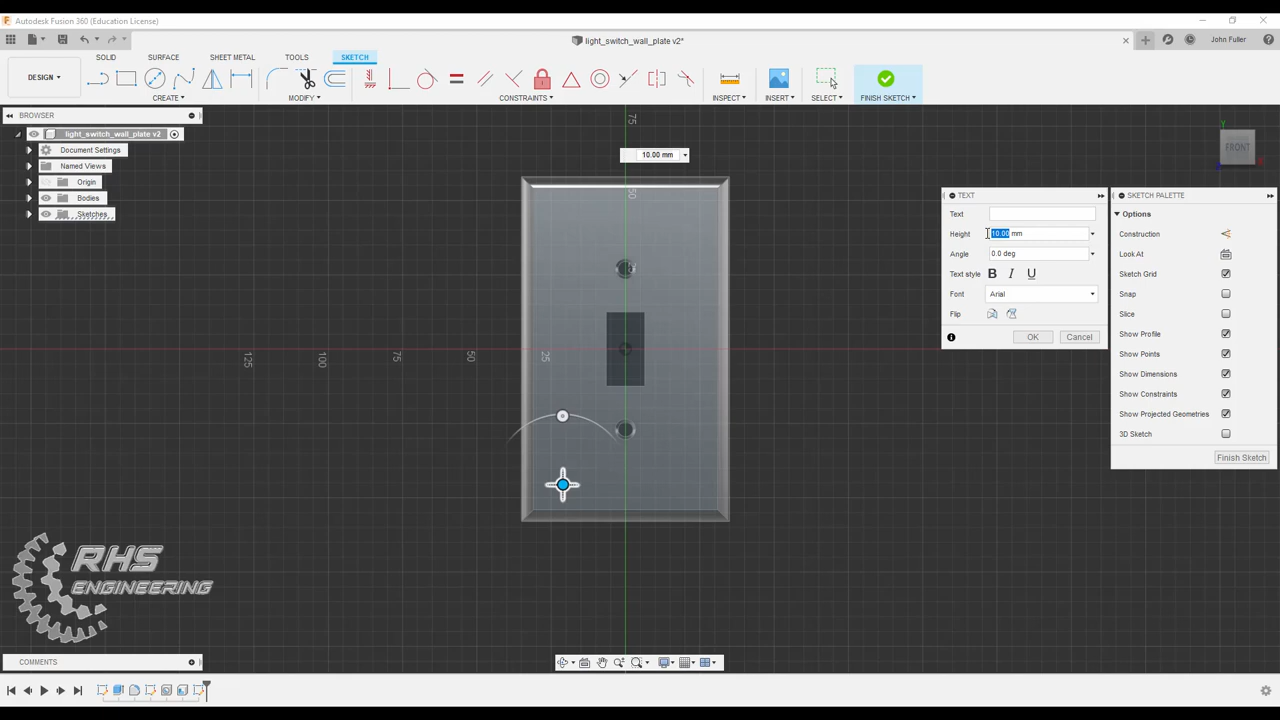 Autodesk Fusion 360 (Education License)
light_switch_wall_plate v2*
John Fuller
DESIGN
SOLID SURFACE SHEET METAL TOOLS SKETCH
CREATE MODIFY CONSTRAINTS INSPECT INSERT SELECT FINISH SKETCH
BROWSER
light_switch_wall_plate v2
Document Settings
Named Views
Origin
Bodies
Sketches
75
10.00 mm
50
125 100 75 50 25
FRONT
Y
TEXT
Text
Height 10.00 mm
Angle 0.0 deg
Text style B I U
Font Arial
Flip
OK Cancel
SKETCH PALETTE
Options
Construction
Look At
Sketch Grid
Snap
Slice
Show Profile
Show Points
Show Dimensions
Show Constraints
Show Projected Geometries
3D Sketch
Finish Sketch
RHS
ENGINEERING
COMMENTS